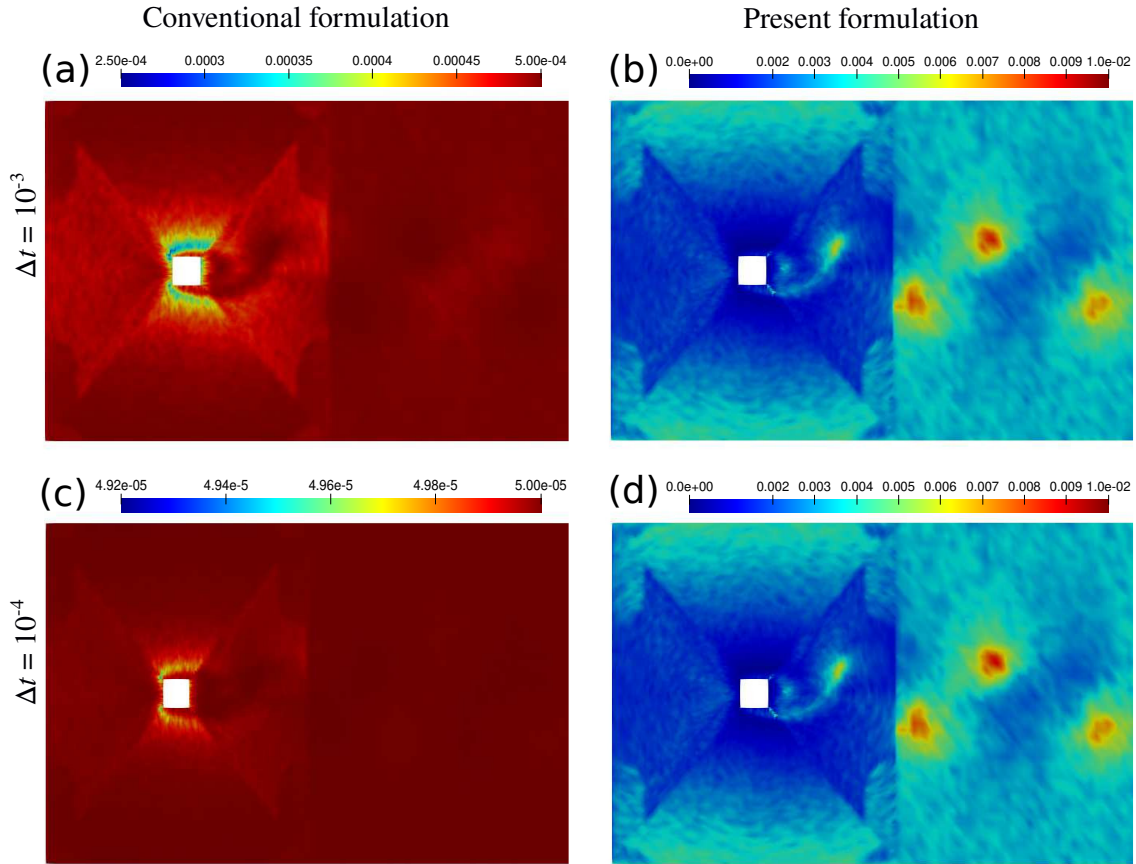 Conventional formulation Present formulation
(a) 2.50e-04 0.0003 0.00035 0.0004 0.00045 5.00e-04
(b) 0.0e+00 0.002 0.003 0.004 0.005 0.006 0.007 0.008 0.009 1.0e-02
Δt = 10⁻³
(c) 4.92e-05 4.94e-5 4.96e-5 4.98e-5 5.00e-05
(d) 0.0e+00 0.002 0.003 0.004 0.005 0.006 0.007 0.008 0.009 1.0e-02
Δt = 10⁻⁴